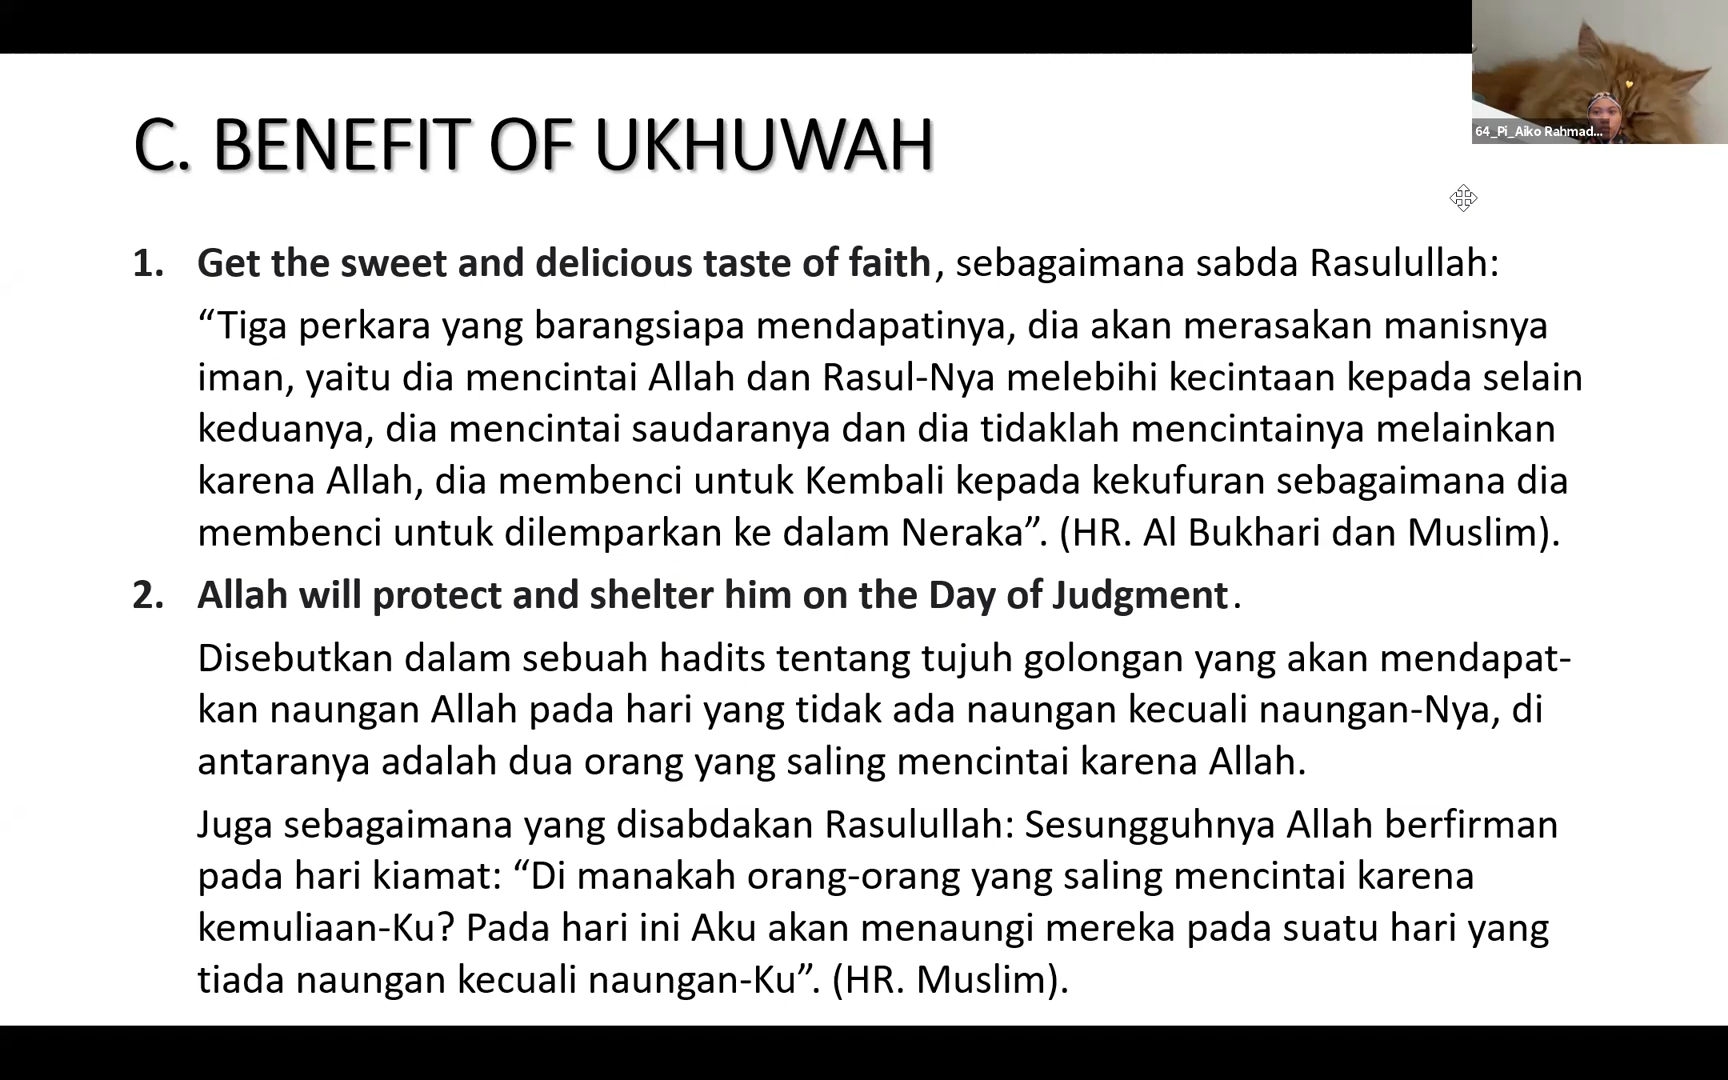 64_Pi_Aiko Rahmad...
C. BENEFIT OF UKHUWAH
1. Get the sweet and delicious taste of faith, sebagaimana sabda Rasulullah:
“Tiga perkara yang barangsiapa mendapatinya, dia akan merasakan manisnya
iman, yaitu dia mencintai Allah dan Rasul-Nya melebihi kecintaan kepada selain
keduanya, dia mencintai saudaranya dan dia tidaklah mencintainya melainkan
karena Allah, dia membenci untuk Kembali kepada kekufuran sebagaimana dia
membenci untuk dilemparkan ke dalam Neraka”. (HR. Al Bukhari dan Muslim).
2. Allah will protect and shelter him on the Day of Judgment.
Disebutkan dalam sebuah hadits tentang tujuh golongan yang akan mendapat-
kan naungan Allah pada hari yang tidak ada naungan kecuali naungan-Nya, di
antaranya adalah dua orang yang saling mencintai karena Allah.
Juga sebagaimana yang disabdakan Rasulullah: Sesungguhnya Allah berfirman
pada hari kiamat: “Di manakah orang-orang yang saling mencintai karena
kemuliaan-Ku? Pada hari ini Aku akan menaungi mereka pada suatu hari yang
tiada naungan kecuali naungan-Ku”. (HR. Muslim).